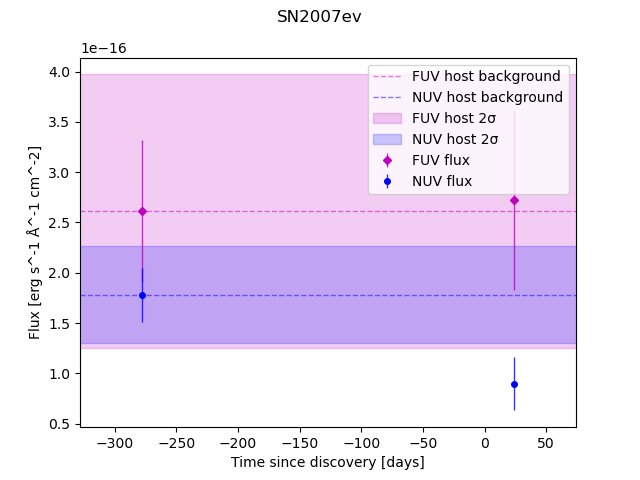 SN2007ev
1e−16
4.0
3.5
3.0
2.5
2.0
1.5
1.0
0.5
Flux [erg s^-1 Å^-1 cm^-2]
FUV host background
NUV host background
FUV host 2σ
NUV host 2σ
FUV flux
NUV flux
−300 −250 −200 −150 −100 −50 0 50
Time since discovery [days]